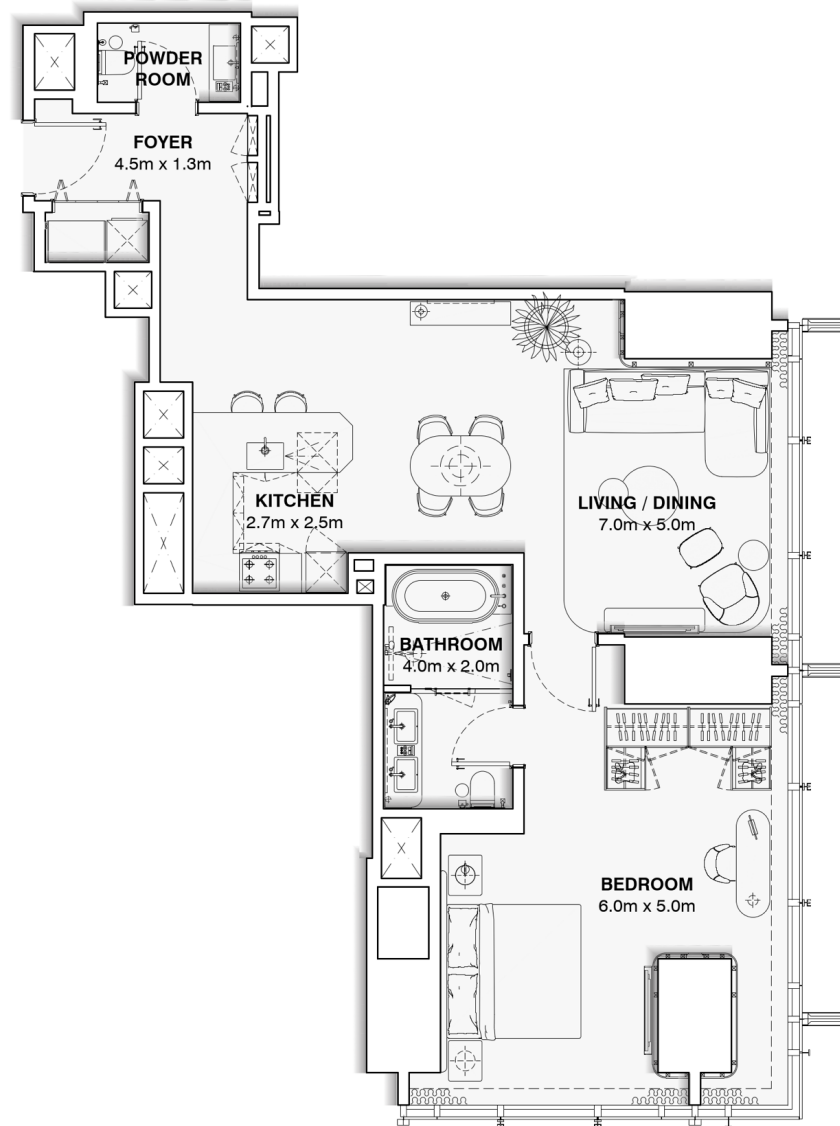 POWDER
ROOM
FOYER
4.5m x 1.3m
KITCHEN
2.7m x 2.5m
LIVING / DINING
7.0m x 5.0m
BATHROOM
4.0m x 2.0m
BEDROOM
6.0m x 5.0m